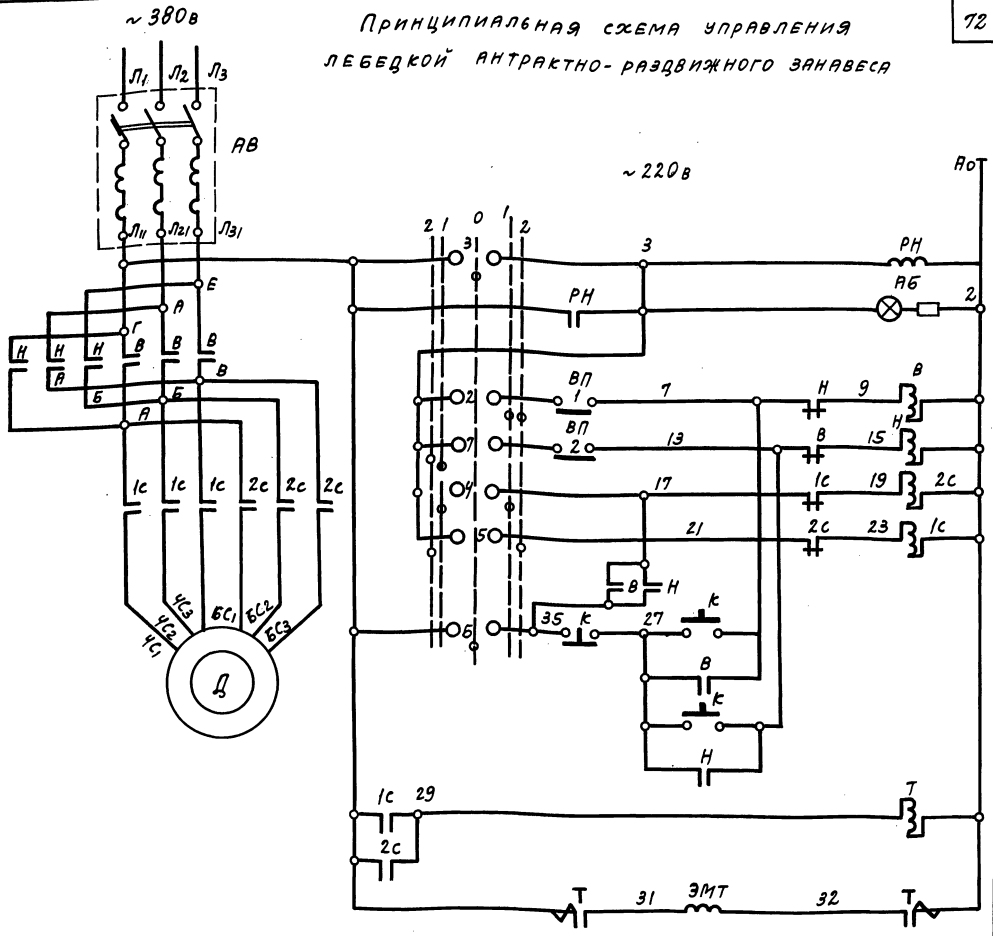 ~380в
ПРИНЦИПИАЛЬНАЯ СХЕМА УПРАВЛЕНИЯ
72
ЛЕБЕДКОЙ АНТРАКТНО-РАЗДВИЖНОГО ЗАНАВЕСА
Л1 Л2 Л3
АВ
~220в
Ао
Л11 Л21 Л31
2 1 0 1 2
3 3 РН
Е
АБ
А РН 2
Г
Н Н Н В В В
А В
Б Б
А
2 ВП 1 7 Н 9 В
7 ВП 2 13 В 15 Н
1с 1с 1с 2с 2с 2с
4 17 1с 19 2с
5 21 2с 23 1с
В Н
6 35 К 27 К
В
К
Н
ЧС1 ЧС2 ЧС3 БС1 БС2 БС3
Д
1С 29 Т
2С
Т 31 ЭМТ 32 Т